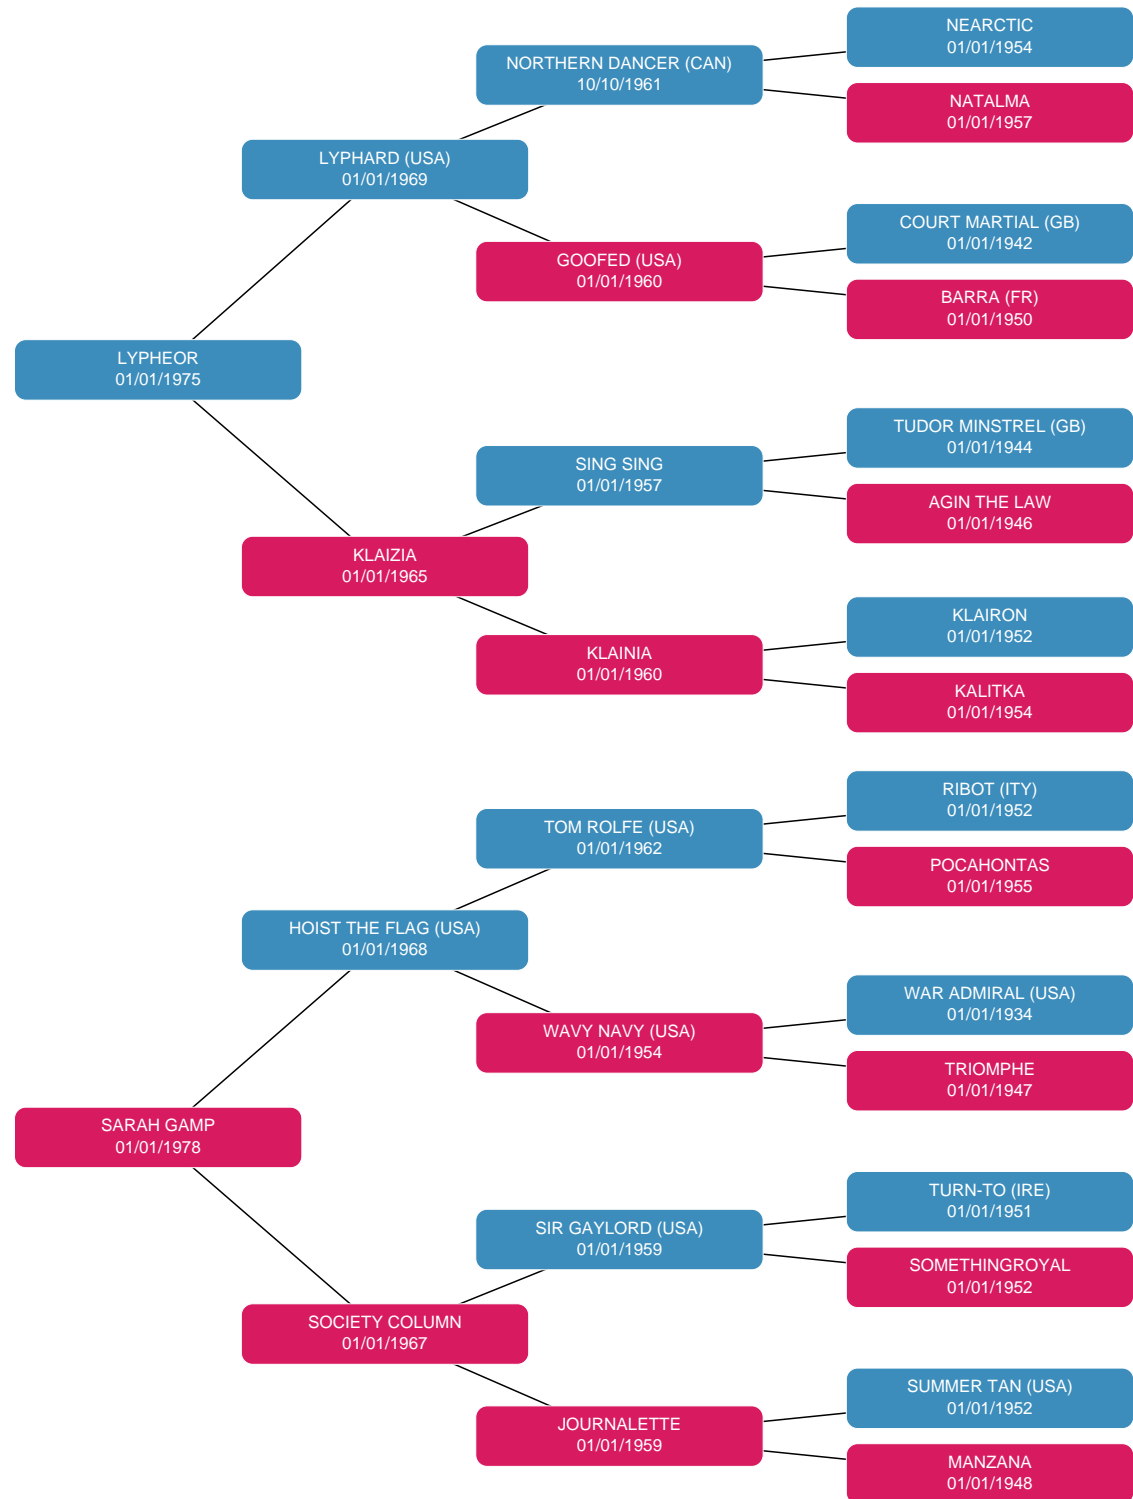 NEARCTIC
01/01/1954
NORTHERN DANCER (CAN)
10/10/1961
NATALMA
01/01/1957
LYPHARD (USA)
01/01/1969
COURT MARTIAL (GB)
01/01/1942
GOOFED (USA)
01/01/1960
BARRA (FR)
01/01/1950
LYPHEOR
01/01/1975
TUDOR MINSTREL (GB)
01/01/1944
SING SING
01/01/1957
AGIN THE LAW
01/01/1946
KLAIZIA
01/01/1965
KLAIRON
01/01/1952
KLAINIA
01/01/1960
KALITKA
01/01/1954
RIBOT (ITY)
01/01/1952
TOM ROLFE (USA)
01/01/1962
POCAHONTAS
01/01/1955
HOIST THE FLAG (USA)
01/01/1968
WAR ADMIRAL (USA)
01/01/1934
WAVY NAVY (USA)
01/01/1954
TRIOMPHE
01/01/1947
SARAH GAMP
01/01/1978
TURN-TO (IRE)
01/01/1951
SIR GAYLORD (USA)
01/01/1959
SOMETHINGROYAL
01/01/1952
SOCIETY COLUMN
01/01/1967
SUMMER TAN (USA)
01/01/1952
JOURNALETTE
01/01/1959
MANZANA
01/01/1948